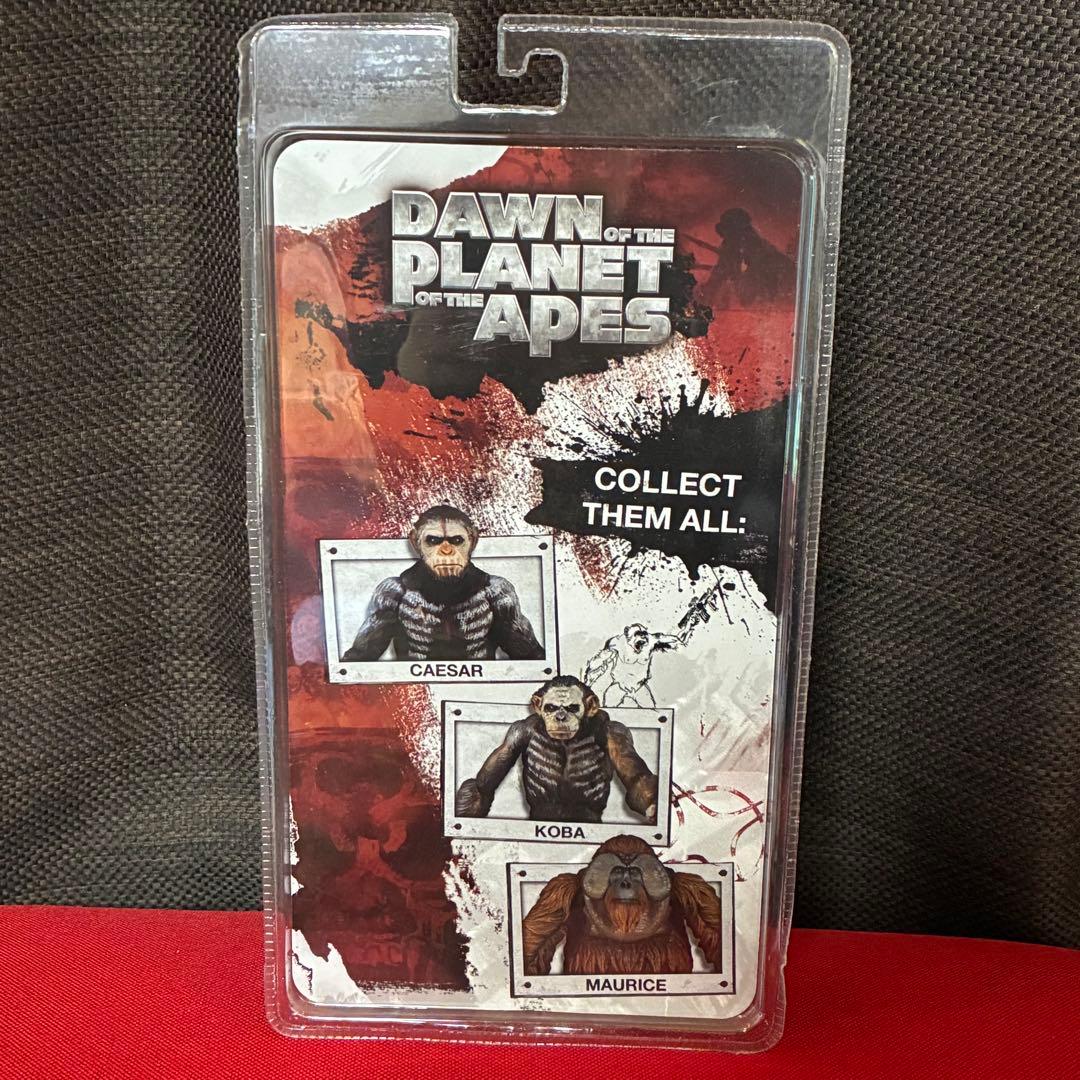 DAWN OF THE
PLANET
OF THE APES
COLLECT
THEM ALL:
CAESAR
KOBA
MAURICE